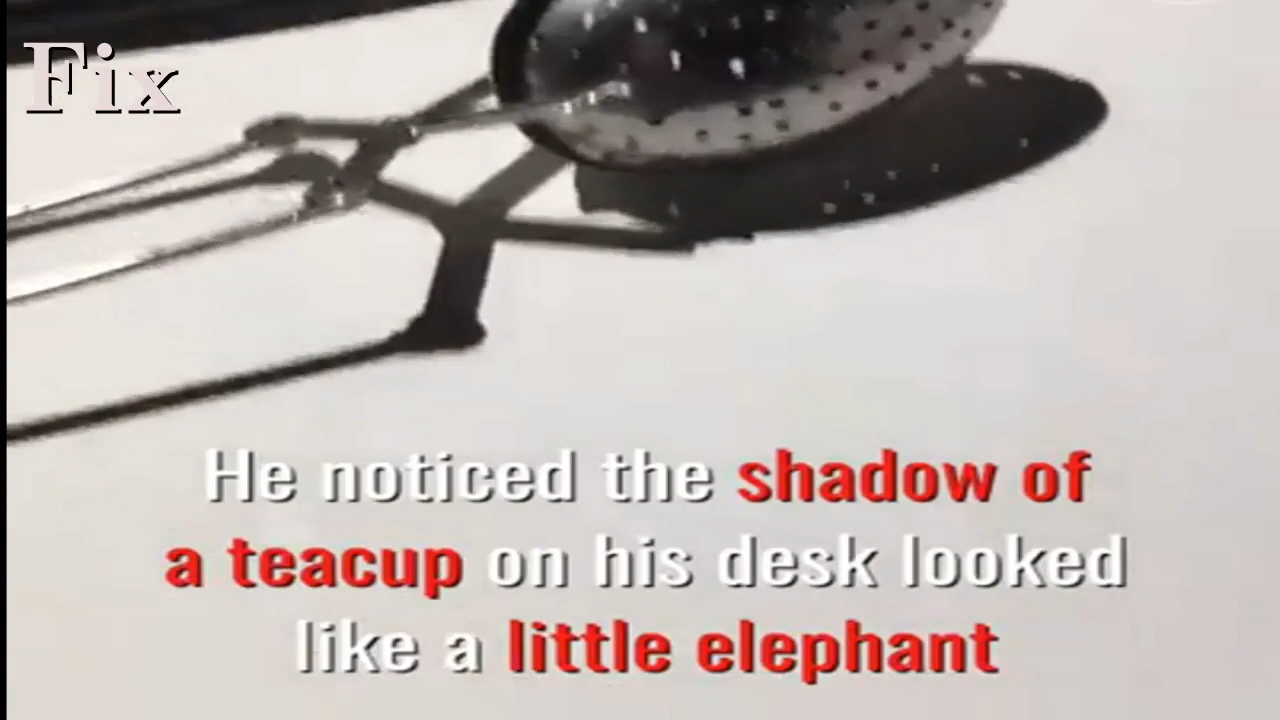 Fix
He noticed the shadow of
a teacup on his desk looked
like a little elephant